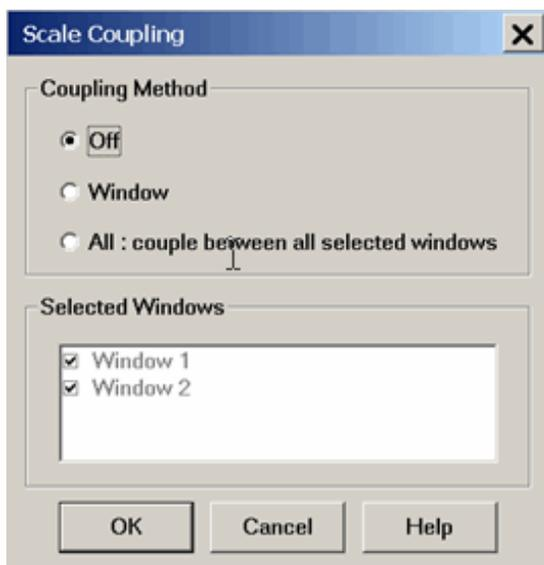 Scale Coupling
Coupling Method
Off
Window
All : couple between all selected windows
Selected Windows
Window 1
Window 2
OK
Cancel
Help